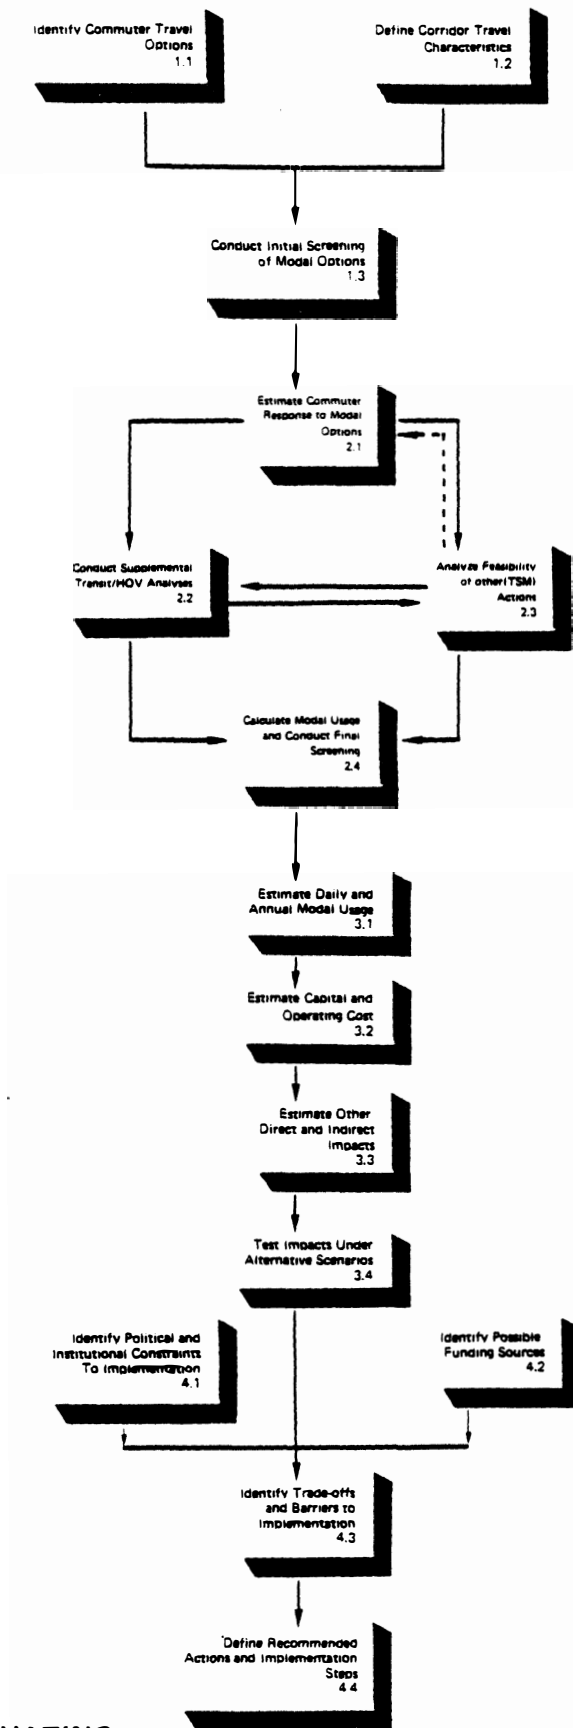 Identify Commuter Travel
Options
1.1
Define Corridor Travel
Characteristics
1.2
Conduct Initial Screening
of Modal Options
1.3
Estimate Commuter
Response to Modal
Options
2.1
Conduct Supplemental
Transit/HOV Analyses
2.2
Analyze Feasibility
of other (TSM)
Actions
2.3
Calculate Modal Usage
and Conduct Final
Screening
2.4
Estimate Daily and
Annual Modal Usage
3.1
Estimate Capital and
Operating Cost
3.2
Estimate Other
Direct and Indirect
Impacts
3.3
Test Impacts Under
Alternative Scenarios
3.4
Identify Political and
Institutional Constraints
To Implementation
4.1
Identify Possible
Funding Sources
4.2
Identify Trade-offs
and Barriers to
Implementation
4.3
Define Recommended
Actions and Implementation
Steps
4.4